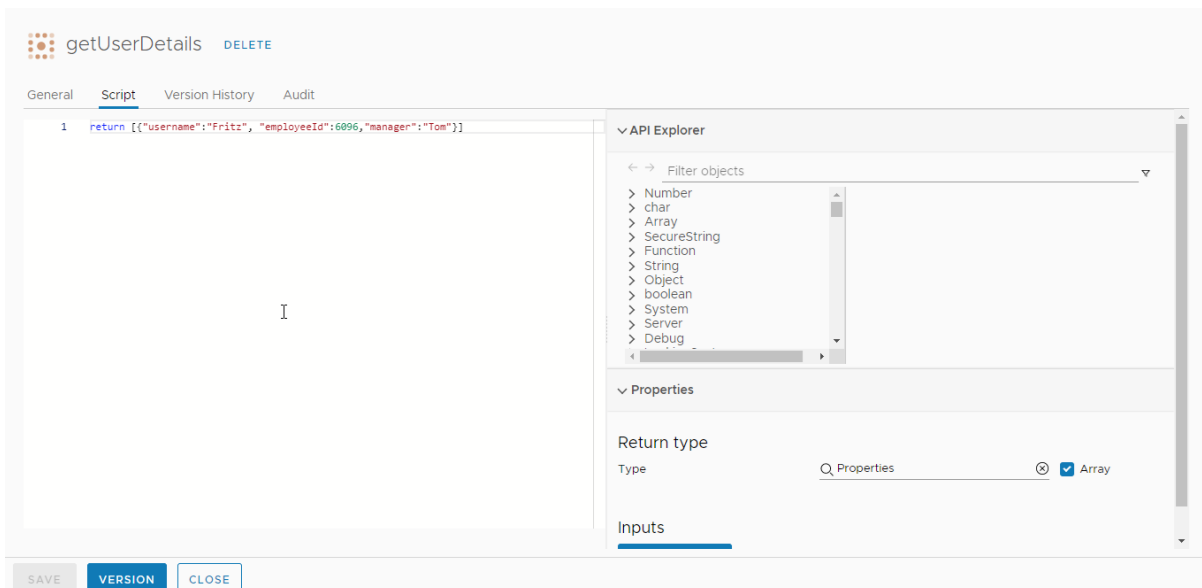 getUserDetails DELETE
General Script Version History Audit
1 return [{"username":"Fritz", "employeeId":6096,"manager":"Tom"}]
API Explorer
Filter objects
Number
char
Array
SecureString
Function
String
Object
boolean
System
Server
Debug
Properties
Return type
Type Properties Array
Inputs
SAVE VERSION CLOSE